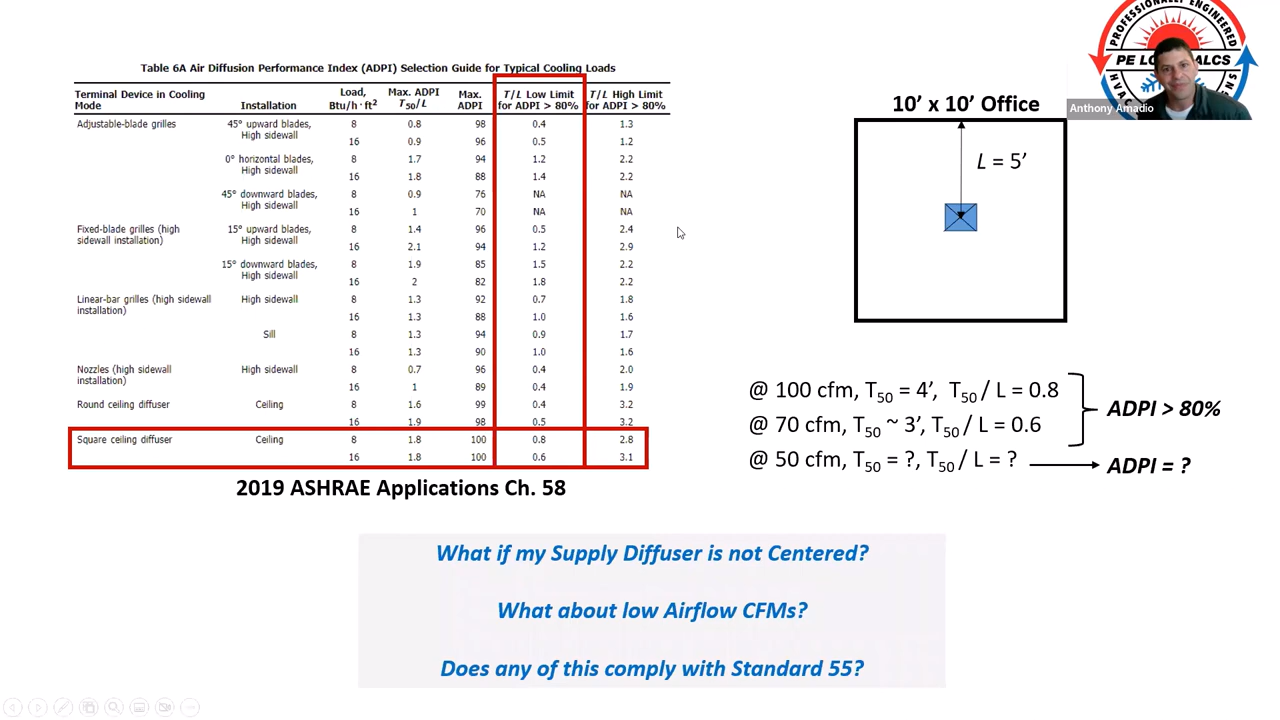 PROFESSIONALLY ENGINEERED
PE
CALCS
HVAC
Anthony Amadio
Table 6A Air Diffusion Performance Index (ADPI) Selection Guide for Typical Cooling Loads
Terminal Device in Cooling Mode Installation Load, Btu/h·ft² Max. ADPI T50/L Max. ADPI T/L Low Limit for ADPI > 80% T/L High Limit for ADPI > 80%
Adjustable-blade grilles 45° upward blades, High sidewall 8 0.8 98 0.4 1.3
16 0.9 96 0.5 1.2
0° horizontal blades, High sidewall 8 1.7 94 1.2 2.2
16 1.8 88 1.4 2.2
45° downward blades, High sidewall 8 0.9 76 NA NA
16 1 70 NA NA
Fixed-blade grilles (high sidewall installation) 15° upward blades, High sidewall 8 1.4 96 0.5 2.4
16 2.1 94 1.2 2.9
15° downward blades, High sidewall 8 1.9 85 1.5 2.2
16 2 82 1.8 2.2
Linear-bar grilles (high sidewall installation) High sidewall 8 1.3 92 0.7 1.8
16 1.3 88 1.0 1.6
Sill 8 1.3 94 0.9 1.7
16 1.3 90 1.0 1.6
Nozzles (high sidewall installation) High sidewall 8 0.7 96 0.4 2.0
16 1 89 0.4 1.9
Round ceiling diffuser Ceiling 8 1.6 99 0.4 3.2
16 1.9 98 0.5 3.2
Square ceiling diffuser Ceiling 8 1.8 100 0.8 2.8
16 1.8 100 0.6 3.1
2019 ASHRAE Applications Ch. 58
10’ x 10’ Office
L = 5’
@ 100 cfm, T50 = 4’, T50 / L = 0.8
@ 70 cfm, T50 ~ 3’, T50 / L = 0.6
ADPI > 80%
@ 50 cfm, T50 = ?, T50 / L = ?
ADPI = ?
What if my Supply Diffuser is not Centered?
What about low Airflow CFMs?
Does any of this comply with Standard 55?